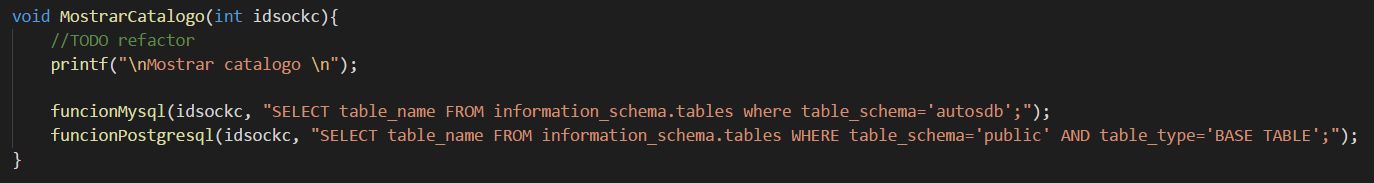 void MostrarCatalogo(int idsockc){
    //TODO refactor
    printf("\nMostrar catalogo \n");

    funcionMysql(idsockc, "SELECT table_name FROM information_schema.tables where table_schema='autosdb';");
    funcionPostgresql(idsockc, "SELECT table_name FROM information_schema.tables WHERE table_schema='public' AND table_type='BASE TABLE';");
}